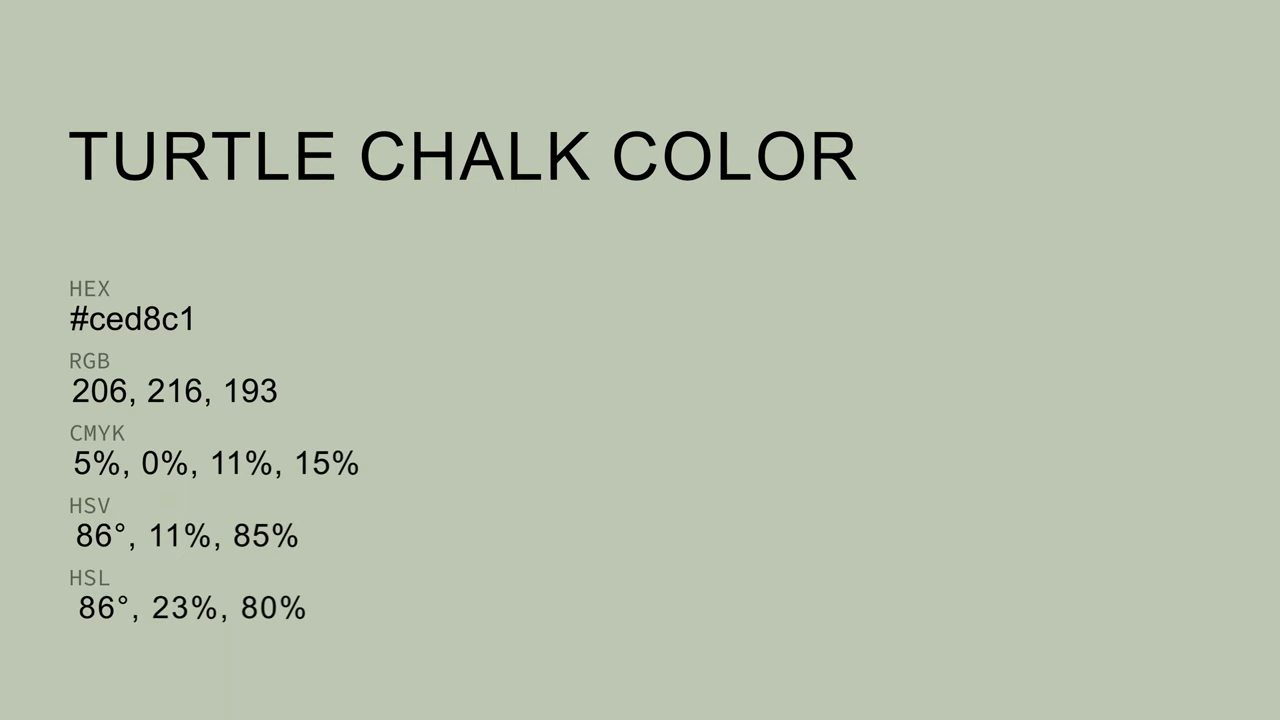 TURTLE CHALK COLOR
HEX
#ced8c1
RGB
206, 216, 193
CMYK
5%, 0%, 11%, 15%
HSV
86°, 11%, 85%
HSL
86°, 23%, 80%